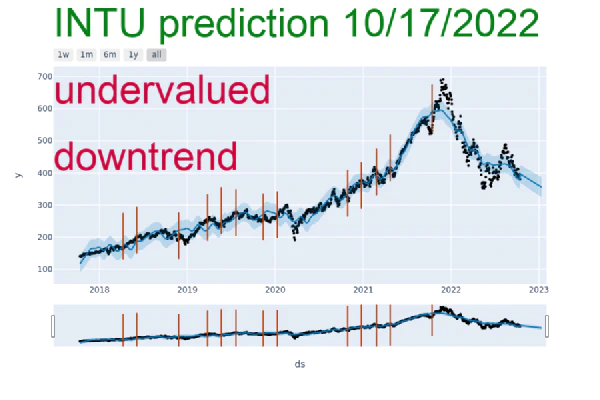 INTU prediction 10/17/2022
1w 1m 6m 1y all
undervalued
downtrend
y
700
600
500
400
300
200
100
2018 2019 2020 2021 2022 2023
ds